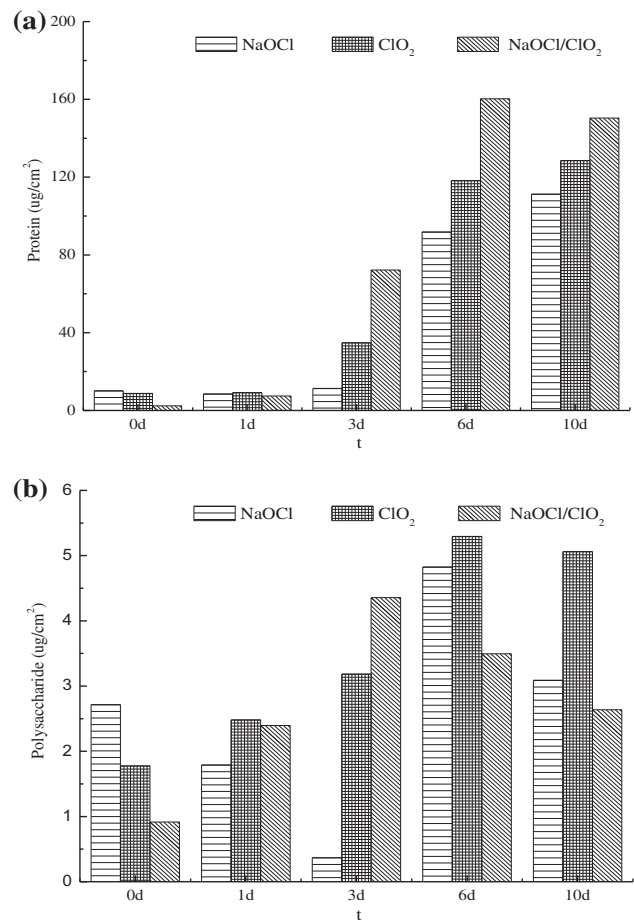 (a)
200
160
120
80
40
0
Protein (ug/cm²)
NaOCl ClO₂ NaOCl/ClO₂
0d 1d 3d 6d 10d
t
(b)
6
5
4
3
2
1
0
Polysaccharide (ug/cm²)
NaOCl ClO₂ NaOCl/ClO₂
0d 1d 3d 6d 10d
t